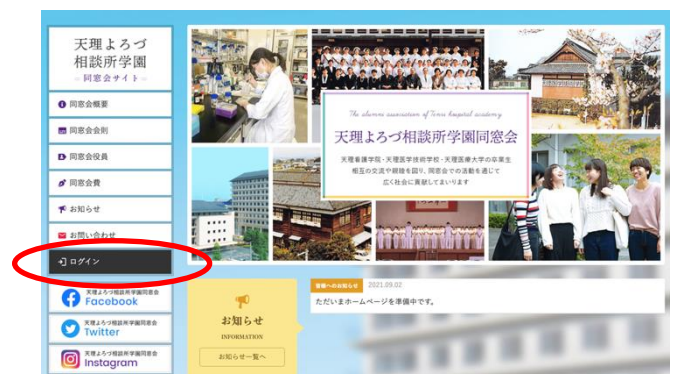 天理よろづ
相談所学園
同窓会サイト
同窓会概要
同窓会会則
同窓会役員
同窓会費
お知らせ
お問い合わせ
ログイン
天理よろづ相談所学園同窓会
Facebook
天理よろづ相談所学園同窓会
Twitter
天理よろづ相談所学園同窓会
Instagram
The alumni association of Tenri hospital academy
天理よろづ相談所学園同窓会
天理看護学院・天理医学技術学校・天理医療大学の卒業生
相互の交流や親睦を図り、同窓会での活動を通じて
広く社会に貢献してまいります
お知らせ
INFORMATION
お知らせ一覧へ
皆様へのお知らせ 2021.09.02
ただいまホームページを準備中です。